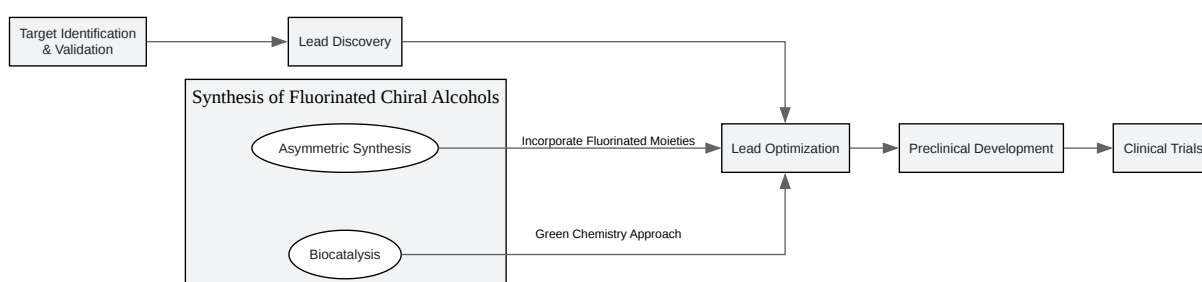 Target Identification
& Validation
Lead Discovery
Synthesis of Fluorinated Chiral Alcohols
Asymmetric Synthesis
Incorporate Fluorinated Moieties
Lead Optimization
Preclinical Development
Clinical Trials
Green Chemistry Approach
Biocatalysis